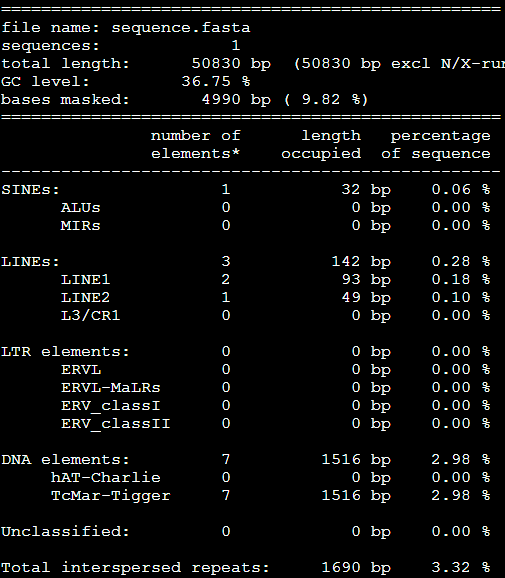 ==================================================
file name: sequence.fasta
sequences:             1
total length:      50830 bp  (50830 bp excl N/X-ru
GC level:         36.75 %
bases masked:       4990 bp ( 9.82 %)
==================================================
               number of      length   percentage
               elements*    occupied  of sequence
--------------------------------------------------
SINEs:                1           32 bp    0.06 %
      ALUs            0            0 bp    0.00 %
      MIRs            0            0 bp    0.00 %

LINEs:                3          142 bp    0.28 %
      LINE1           2           93 bp    0.18 %
      LINE2           1           49 bp    0.10 %
      L3/CR1          0            0 bp    0.00 %

LTR elements:         0            0 bp    0.00 %
      ERVL            0            0 bp    0.00 %
      ERVL-MaLRs      0            0 bp    0.00 %
      ERV_classI      0            0 bp    0.00 %
      ERV_classII     0            0 bp    0.00 %

DNA elements:         7         1516 bp    2.98 %
     hAT-Charlie      0            0 bp    0.00 %
     TcMar-Tigger     7         1516 bp    2.98 %

Unclassified:         0            0 bp    0.00 %

Total interspersed repeats:     1690 bp    3.32 %